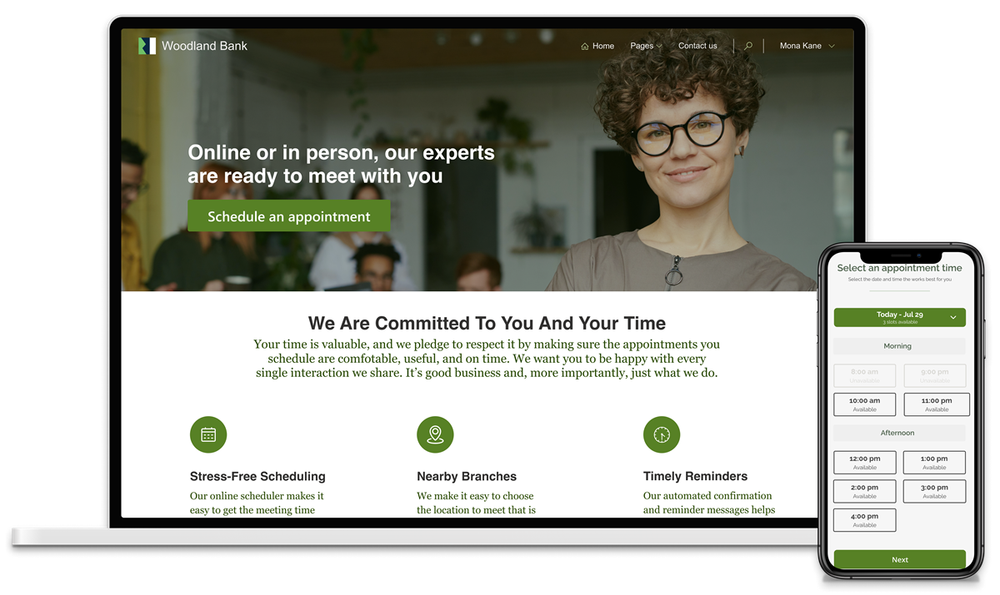 Woodland Bank
Home Pages Contact us Mona Kane
Online or in person, our experts
are ready to meet with you
Schedule an appointment
We Are Committed To You And Your Time
Your time is valuable, and we pledge to respect it by making sure the appointments you
schedule are comfotable, useful, and on time. We want you to be happy with every
single interaction we share. It’s good business and, more importantly, just what we do.
Stress-Free Scheduling
Our online scheduler makes it
easy to get the meeting time
Nearby Branches
We make it easy to choose
the location to meet that is
Timely Reminders
Our automated confirmation
and reminder messages helps
Select an appointment time
Select the date and time the works best for you
Today - Jul 29
3 slots available
Morning
8:00 am 9:00 pm
Unavailable Unavailable
10:00 am 11:00 pm
Available Available
Afternoon
12:00 pm 1:00 pm
Available Available
2:00 pm 3:00 pm
Available Available
4:00 pm
Available
Next